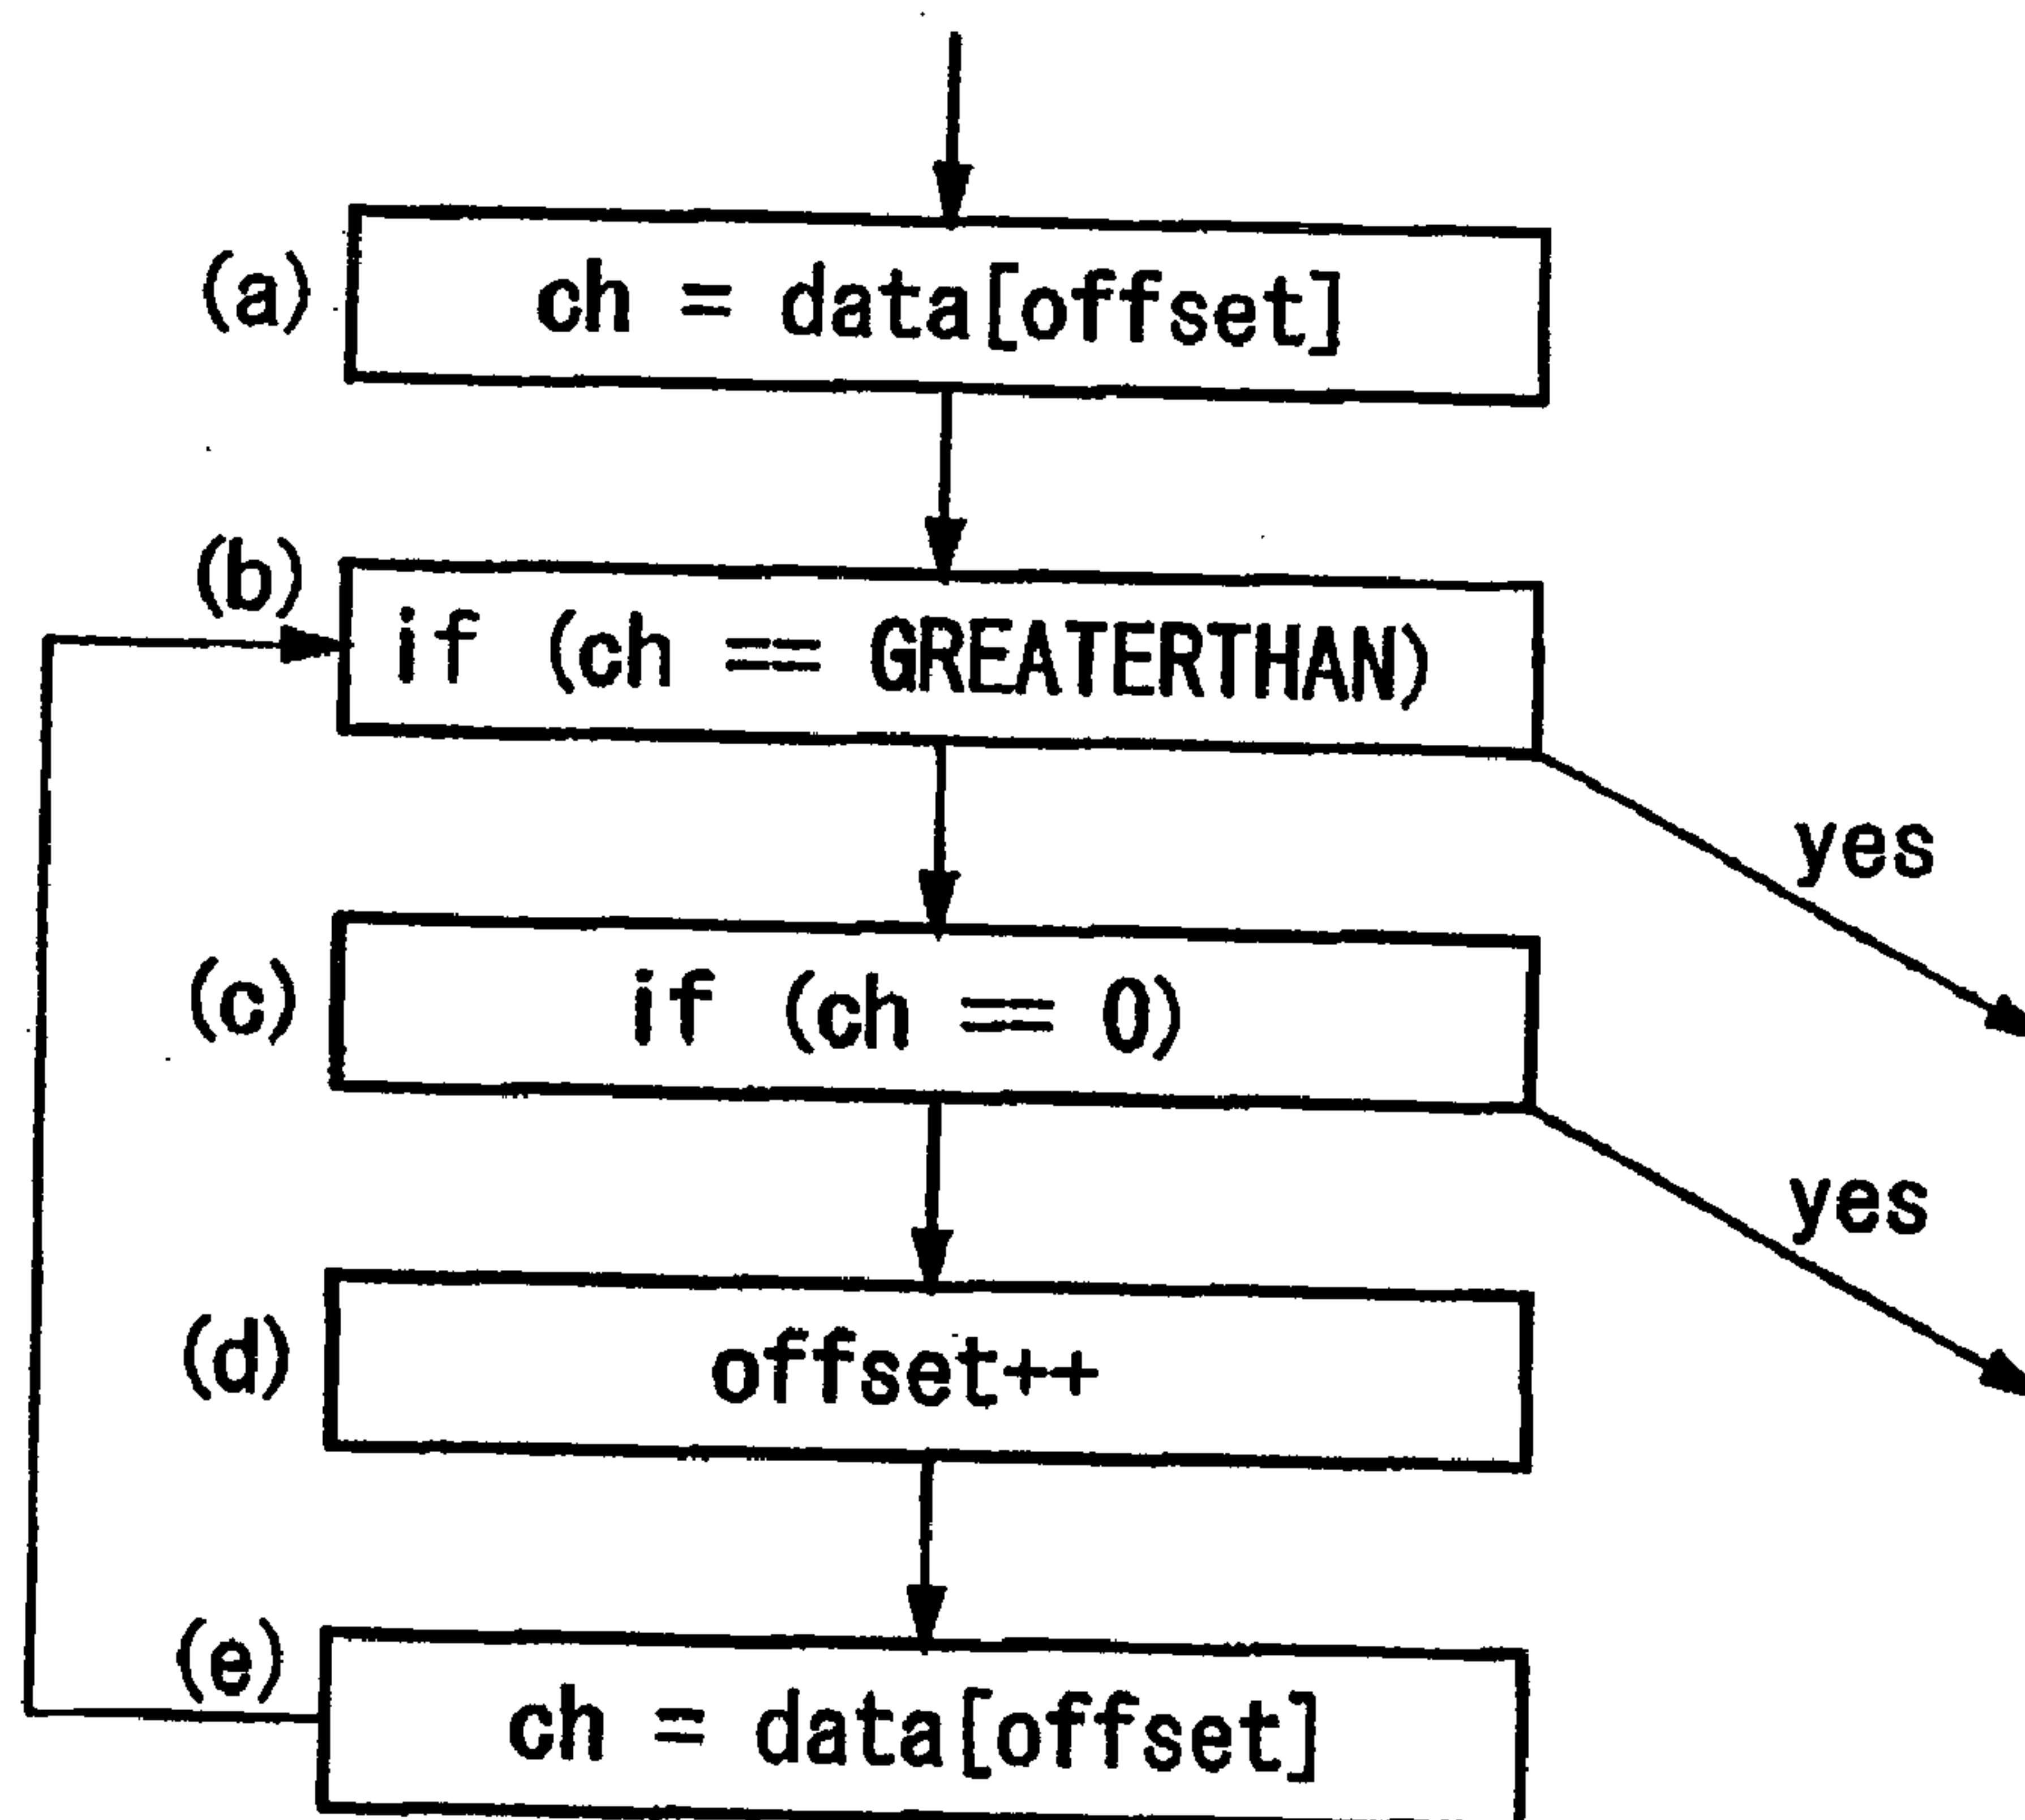 (a) ch = data[offset]
(b) if (ch == GREATERTHAN)
yes
(c) if (ch == 0)
yes
(d) offset++
(e) ch = data[offset]